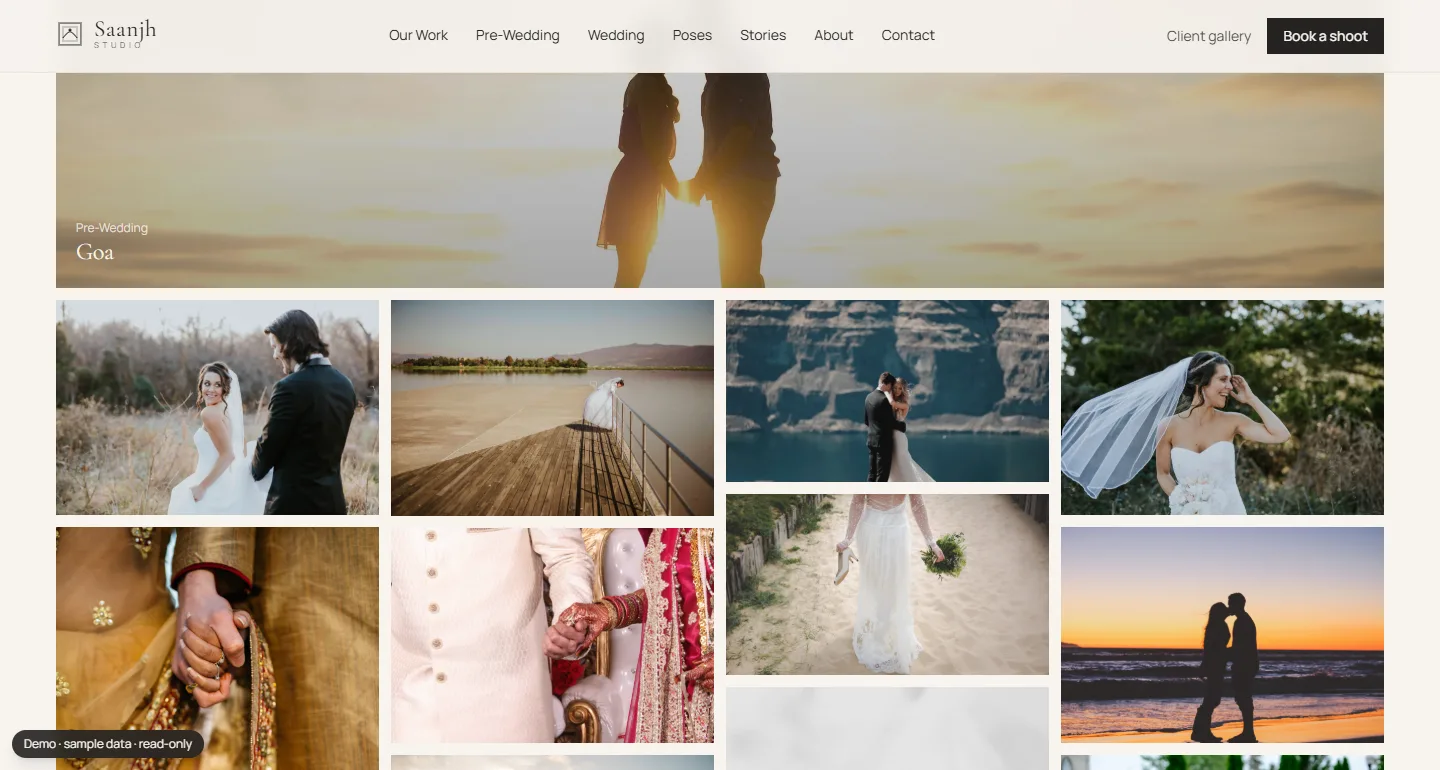 Saanjh
STUDIO
Our Work
Pre-Wedding
Wedding
Poses
Stories
About
Contact
Client gallery
Book a shoot
Pre-Wedding
Goa
Demo · sample data · read-only